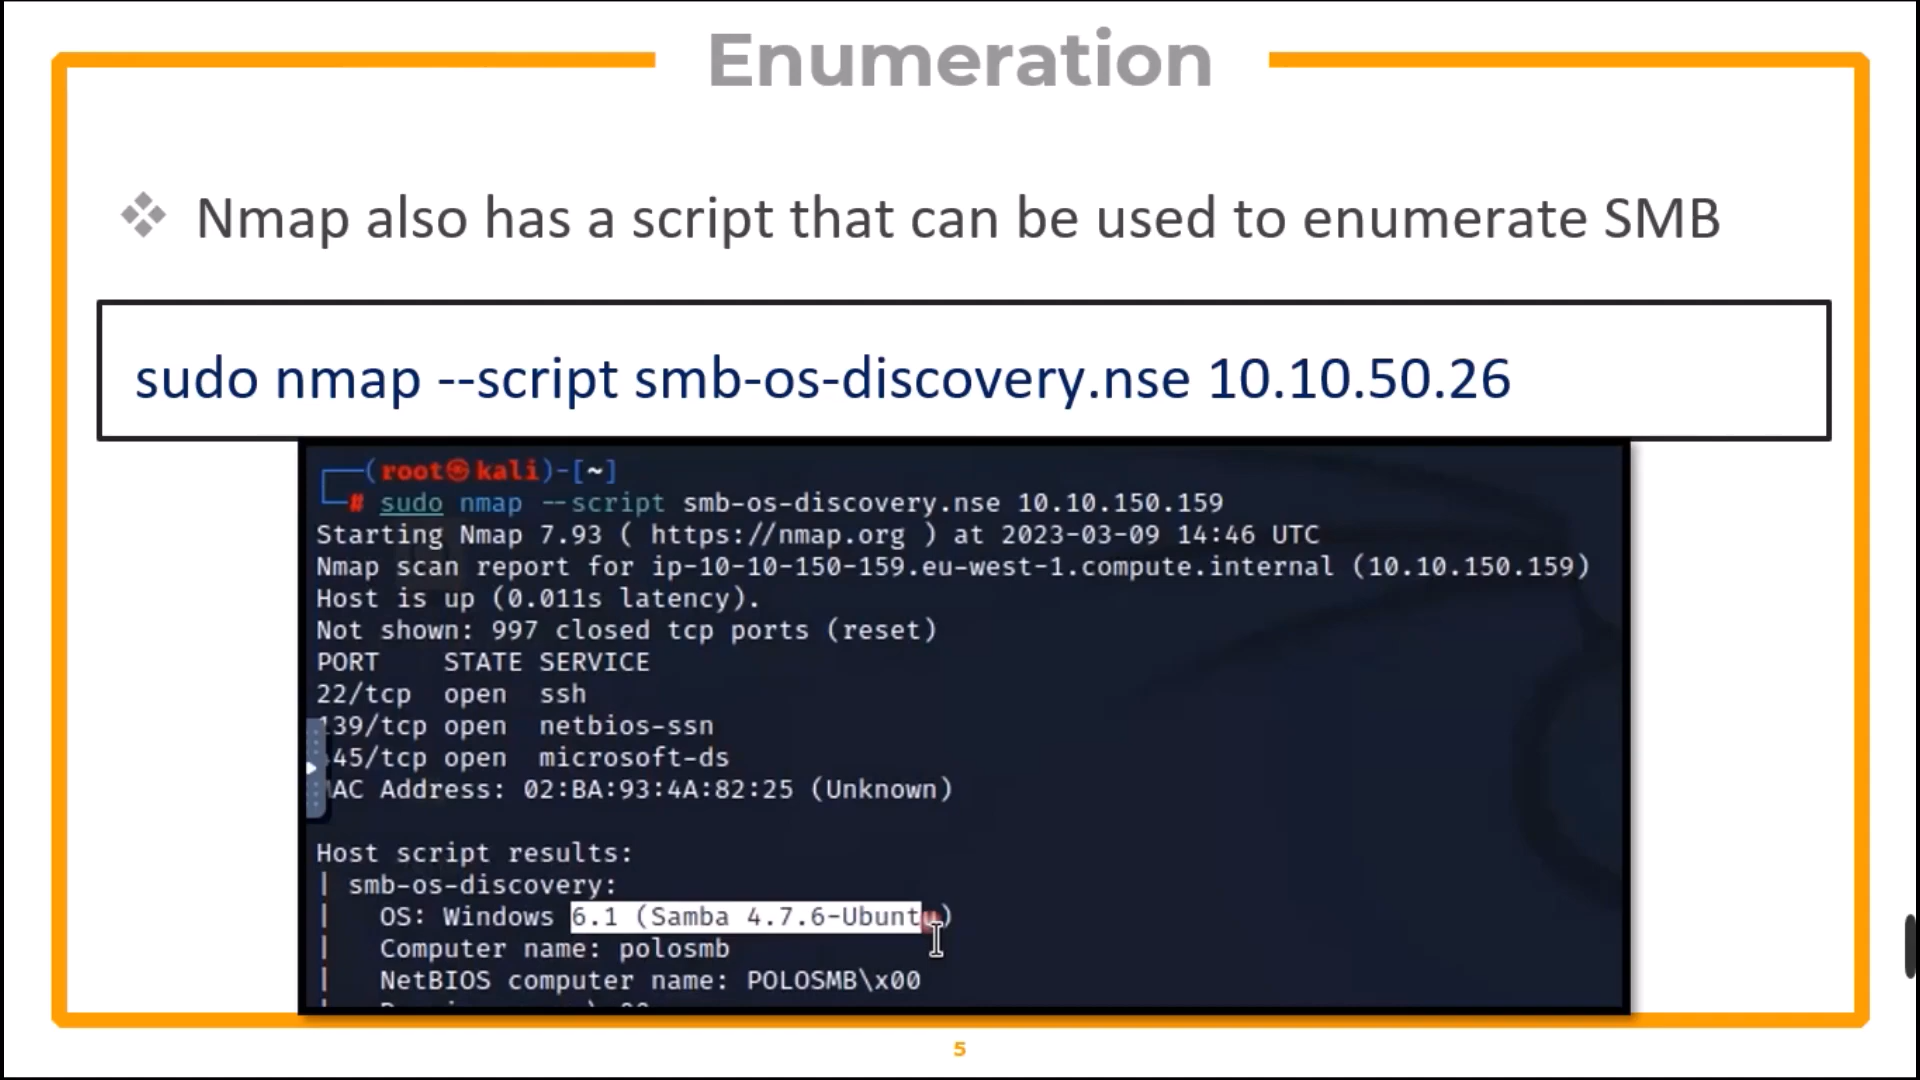 Enumeration
Nmap also has a script that can be used to enumerate SMB
sudo nmap --script smb-os-discovery.nse 10.10.50.26
(root㉿kali)-[~]
# sudo nmap --script smb-os-discovery.nse 10.10.150.159
Starting Nmap 7.93 ( https://nmap.org ) at 2023-03-09 14:46 UTC
Nmap scan report for ip-10-10-150-159.eu-west-1.compute.internal (10.10.150.159)
Host is up (0.011s latency).
Not shown: 997 closed tcp ports (reset)
PORT    STATE SERVICE
22/tcp  open  ssh
139/tcp open  netbios-ssn
45/tcp open  microsoft-ds
AC Address: 02:BA:93:4A:82:25 (Unknown)
Host script results:
| smb-os-discovery:
|   OS: Windows 6.1 (Samba 4.7.6-Ubuntu)
|   Computer name: polosmb
|   NetBIOS computer name: POLOSMB\x00
5